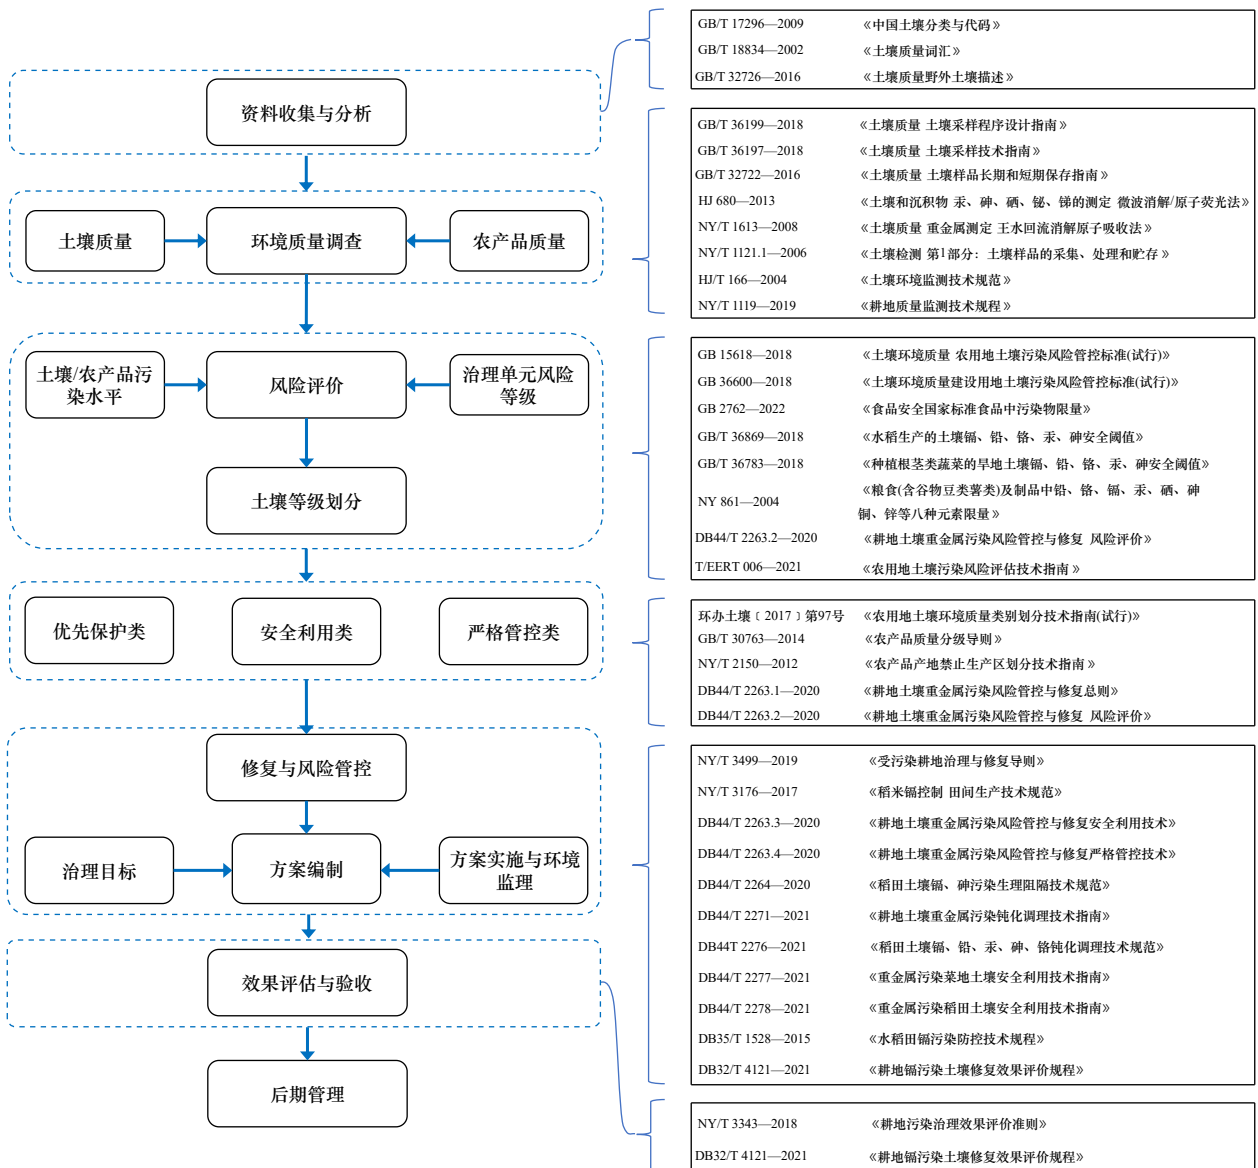 资料收集与分析
土壤质量
环境质量调查
农产品质量
土壤/农产品污
染水平
风险评价
治理单元风险
等级
土壤等级划分
优先保护类
安全利用类
严格管控类
修复与风险管控
治理目标
方案编制
方案实施与环境
监理
效果评估与验收
后期管理
GB/T 17296—2009 《中国土壤分类与代码》
GB/T 18834—2002 《土壤质量词汇》
GB/T 32726—2016 《土壤质量野外土壤描述》
GB/T 36199—2018 《土壤质量 土壤采样程序设计指南》
GB/T 36197—2018 《土壤质量 土壤采样技术指南》
GB/T 32722—2016 《土壤质量 土壤样品长期和短期保存指南》
HJ 680—2013 《土壤和沉积物 汞、砷、硒、铋、锑的测定 微波消解/原子荧光法》
NY/T 1613—2008 《土壤质量 重金属测定 王水回流消解原子吸收法》
NY/T 1121.1—2006 《土壤检测 第1部分：土壤样品的采集、处理和贮存》
HJ/T 166—2004 《土壤环境监测技术规范》
NY/T 1119—2019 《耕地质量监测技术规程》
GB 15618—2018 《土壤环境质量 农用地土壤污染风险管控标准(试行)》
GB 36600—2018 《土壤环境质量建设用地土壤污染风险管控标准(试行)》
GB 2762—2022 《食品安全国家标准食品中污染物限量》
GB/T 36869—2018 《水稻生产的土壤镉、铅、铬、汞、砷安全阈值》
GB/T 36783—2018 《种植根茎类蔬菜的旱地土壤镉、铅、铬、汞、砷安全阈值》
NY 861—2004 《粮食(含谷物豆类薯类)及制品中铅、铬、镉、汞、硒、砷
铜、锌等八种元素限量》
DB44/T 2263.2—2020 《耕地土壤重金属污染风险管控与修复 风险评价》
T/EERT 006—2021 《农用地土壤污染风险评估技术指南》
环办土壤﹝2017﹞第97号 《农用地土壤环境质量类别划分技术指南(试行)》
GB/T 30763—2014 《农产品质量分级导则》
NY/T 2150—2012 《农产品产地禁止生产区划分技术指南》
DB44/T 2263.1—2020 《耕地土壤重金属污染风险管控与修复总则》
DB44/T 2263.2—2020 《耕地土壤重金属污染风险管控与修复 风险评价》
NY/T 3499—2019 《受污染耕地治理与修复导则》
NY/T 3176—2017 《稻米镉控制 田间生产技术规范》
DB44/T 2263.3—2020 《耕地土壤重金属污染风险管控与修复安全利用技术》
DB44/T 2263.4—2020 《耕地土壤重金属污染风险管控与修复严格管控技术》
DB44/T 2264—2020 《稻田土壤镉、砷污染生理阻隔技术规范》
DB44/T 2271—2021 《耕地土壤重金属污染钝化调理技术指南》
DB44T 2276—2021 《稻田土壤镉、铅、汞、砷、铬钝化调理技术规范》
DB44/T 2277—2021 《重金属污染菜地土壤安全利用技术指南》
DB44/T 2278—2021 《重金属污染稻田土壤安全利用技术指南》
DB35/T 1528—2015 《水稻田镉污染防控技术规程》
DB32/T 4121—2021 《耕地镉污染土壤修复效果评价规程》
NY/T 3343—2018 《耕地污染治理效果评价准则》
DB32/T 4121—2021 《耕地镉污染土壤修复效果评价规程》